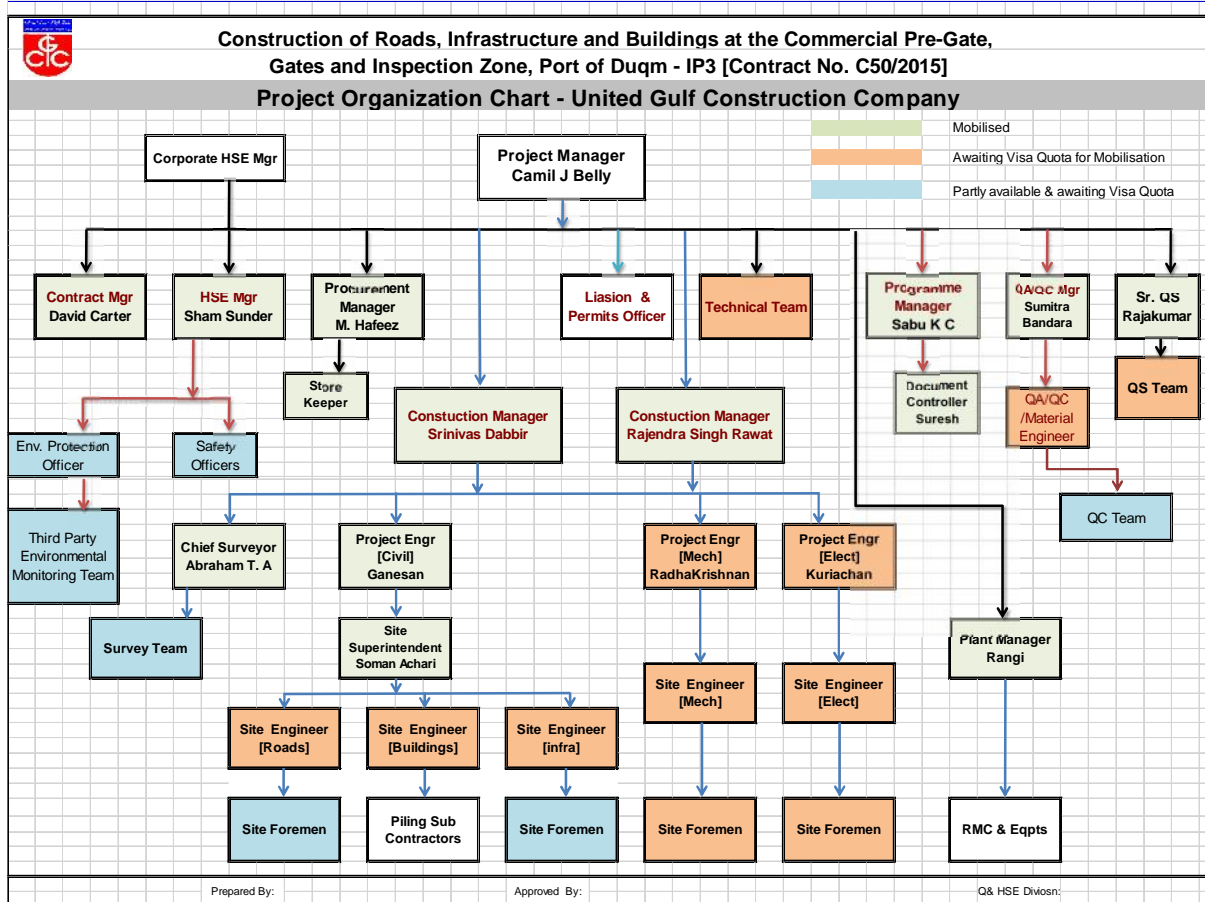 CGC
Construction of Roads, Infrastructure and Buildings at the Commercial Pre-Gate,
Gates and Inspection Zone, Port of Duqm - IP3 [Contract No. C50/2015]
Project Organization Chart - United Gulf Construction Company
Mobilised
Awaiting Visa Quota for Mobilisation
Partly available & awaiting Visa Quota
Corporate HSE Mgr
Project Manager
Camil J Belly
Contract Mgr
David Carter
HSE Mgr
Sham Sunder
Procurement
Manager
M. Hafeez
Liasion &
Permits Officer
Technical Team
Programme
Manager
Sabu K C
QA/QC Mgr
Sumitra
Bandara
Sr. QS
Rajakumar
Store
Keeper
Constuction Manager
Srinivas Dabbir
Constuction Manager
Rajendra Singh Rawat
Document
Controller
Suresh
QA/QC
/Material
Engineer
QS Team
Env. Protection
Officer
Safety
Officers
QC Team
Third Party
Environmental
Monitoring Team
Chief Surveyor
Abraham T. A
Project Engr
[Civil]
Ganesan
Project Engr
[Mech]
RadhaKrishnan
Project Engr
[Elect]
Kuriachan
Survey Team
Site
Superintendent
Soman Achari
Plant Manager
Rangi
Site Engineer
[Mech]
Site Engineer
[Elect]
Site Engineer
[Roads]
Site Engineer
[Buildings]
Site Engineer
[infra]
Site Foremen
Piling Sub
Contractors
Site Foremen
Site Foremen
Site Foremen
RMC & Eqpts
Prepared By:
Approved By:
Q& HSE Diviosn: